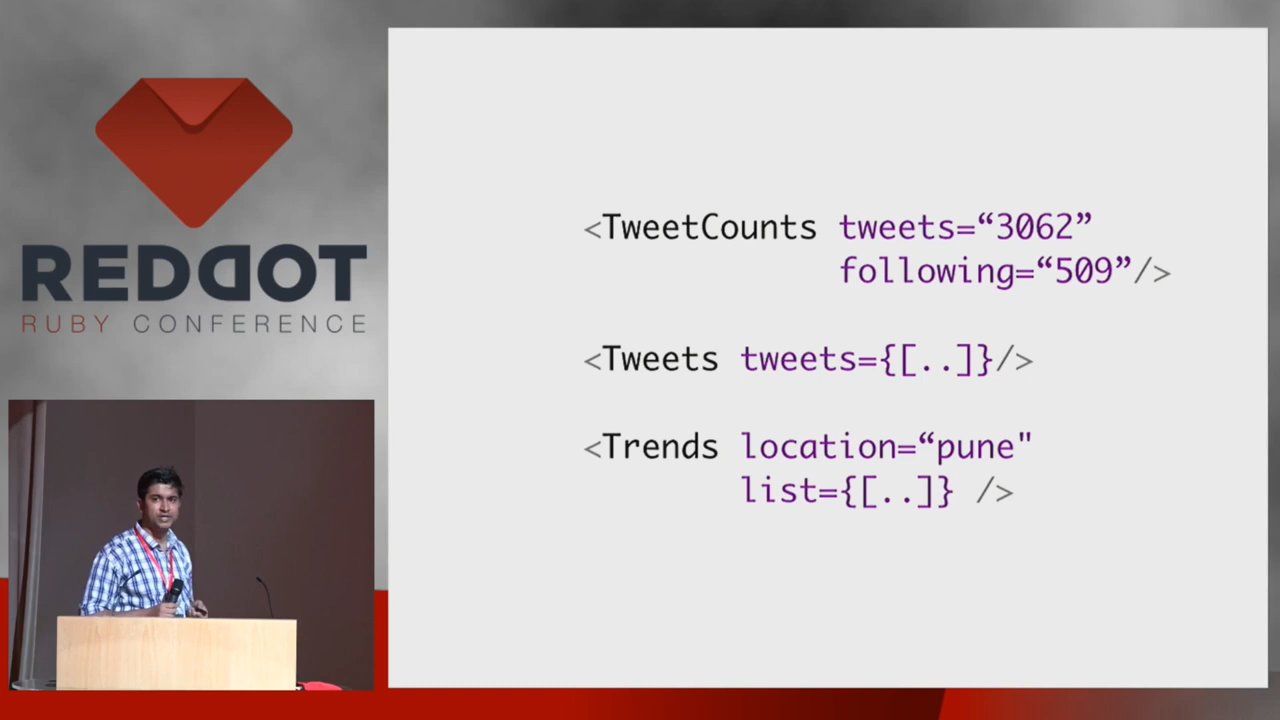 REDDOT
RUBY CONFERENCE
<TweetCounts tweets=“3062”
following=“509”/>
<Tweets tweets={[..]}/>
<Trends location=“pune"
list={[..]} />